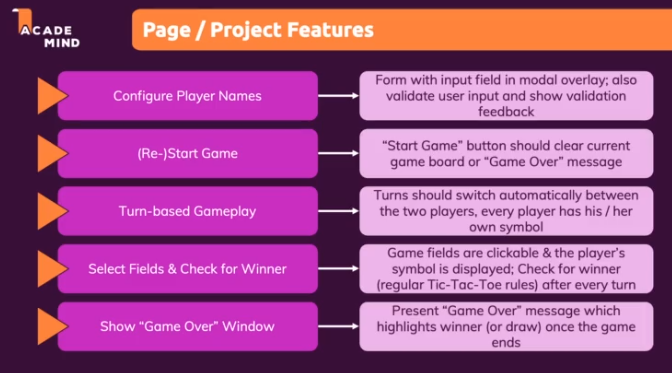 ACADE
MIND
Page / Project Features
Configure Player Names
Form with input field in modal overlay; also
validate user input and show validation
feedback
(Re-)Start Game
“Start Game” button should clear current
game board or “Game Over” message
Turn-based Gameplay
Turns should switch automatically between
the two players, every player has his / her
own symbol
Select Fields & Check for Winner
Game fields are clickable & the player’s
symbol is displayed; Check for winner
(regular Tic-Tac-Toe rules) after every turn
Show “Game Over” Window
Present “Game Over” message which
highlights winner (or draw) once the game
ends